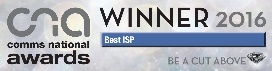 cna
comms national
awards
WINNER 2016
Best ISP
BE A CUT ABOVE